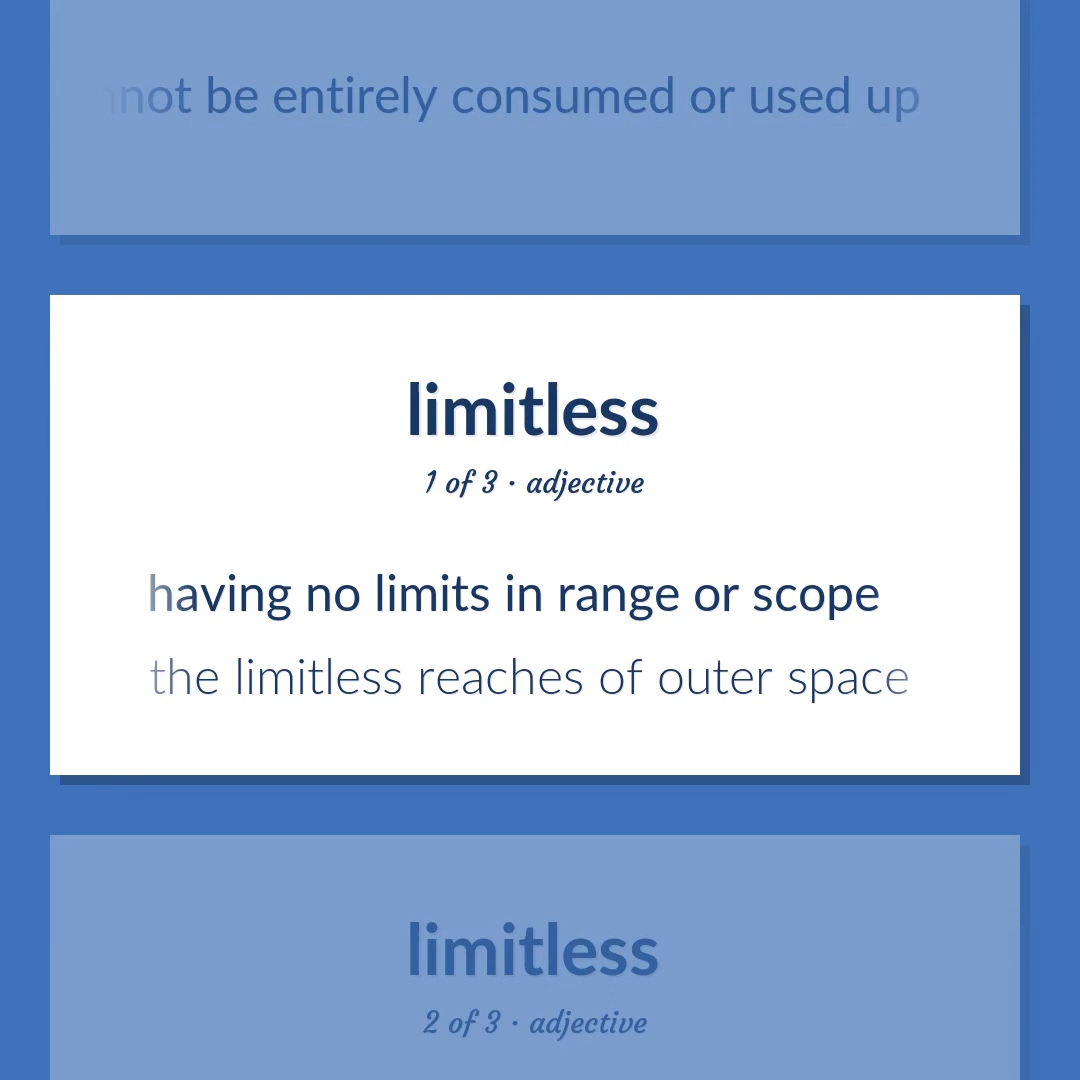 not be entirely consumed or used up
limitless
1 of 3 · adjective
having no limits in range or scope
the limitless reaches of outer space
limitless
2 of 3 · adjective